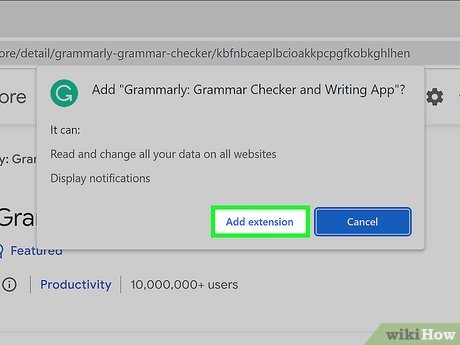 ore/detail/grammarly-grammar-checker/kbfnbcaeplbcioakkpcpgfkobkghlhen
ore
Add "Grammarly: Grammar Checker and Writing App"?
It can:
Read and change all your data on all websites
Display notifications
y: Gram
Add extension
Cancel
Gra
Featured
Productivity
10,000,000+ users
wikiHow